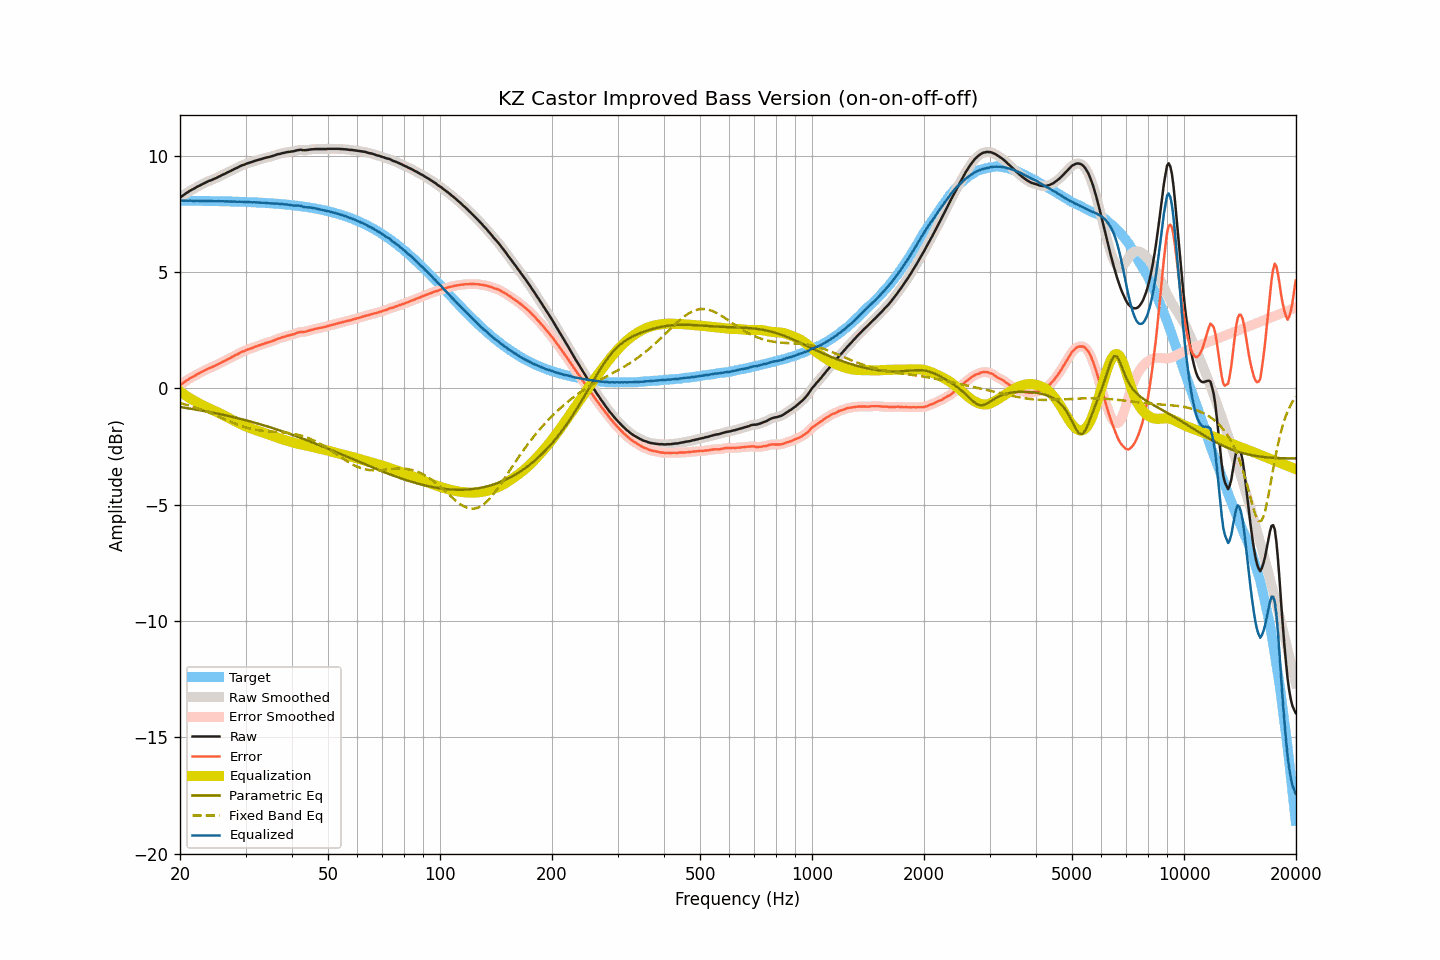 KZ Castor Improved Bass Version (on-on-off-off)
10
5
0
−5
−10
−15
−20
Amplitude (dBr)
Target
Raw Smoothed
Error Smoothed
Raw
Error
Equalization
Parametric Eq
Fixed Band Eq
Equalized
20 50 100 200 500 1000 2000 5000 10000 20000
Frequency (Hz)